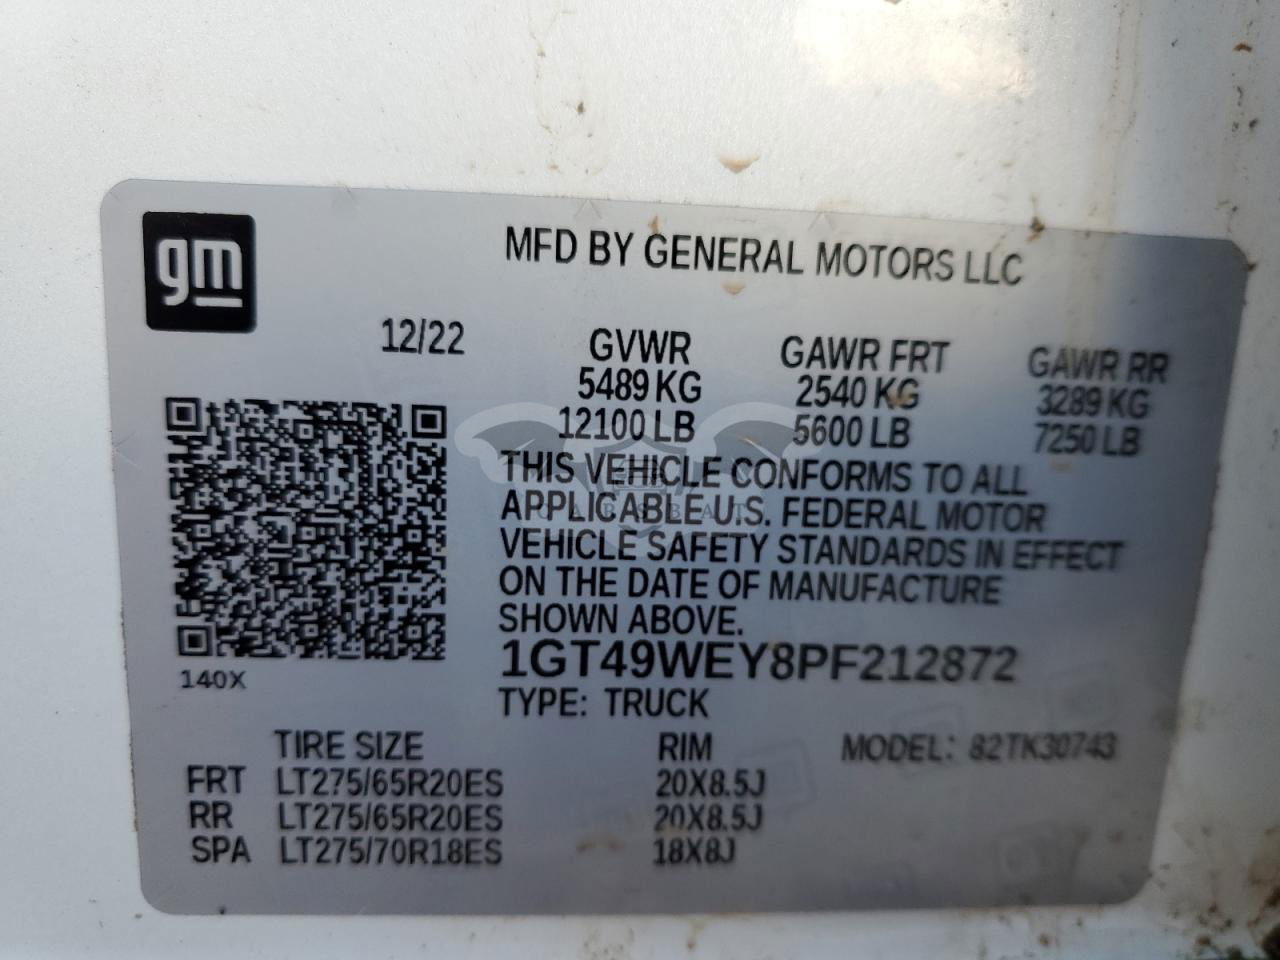 gm
MFD BY GENERAL MOTORS LLC
12/22 GVWR GAWR FRT GAWR RR
5489 KG 2540 KG 3289 KG
12100 LB 5600 LB 7250 LB
THIS VEHICLE CONFORMS TO ALL
APPLICABLE U.S. FEDERAL MOTOR
VEHICLE SAFETY STANDARDS IN EFFECT
ON THE DATE OF MANUFACTURE
SHOWN ABOVE.
1GT49WEY8PF212872
140X
TYPE: TRUCK
TIRE SIZE RIM MODEL: 82TK30743
FRT LT275/65R20ES 20X8.5J
RR LT275/65R20ES 20X8.5J
SPA LT275/70R18ES 18X8J
CARSBAT